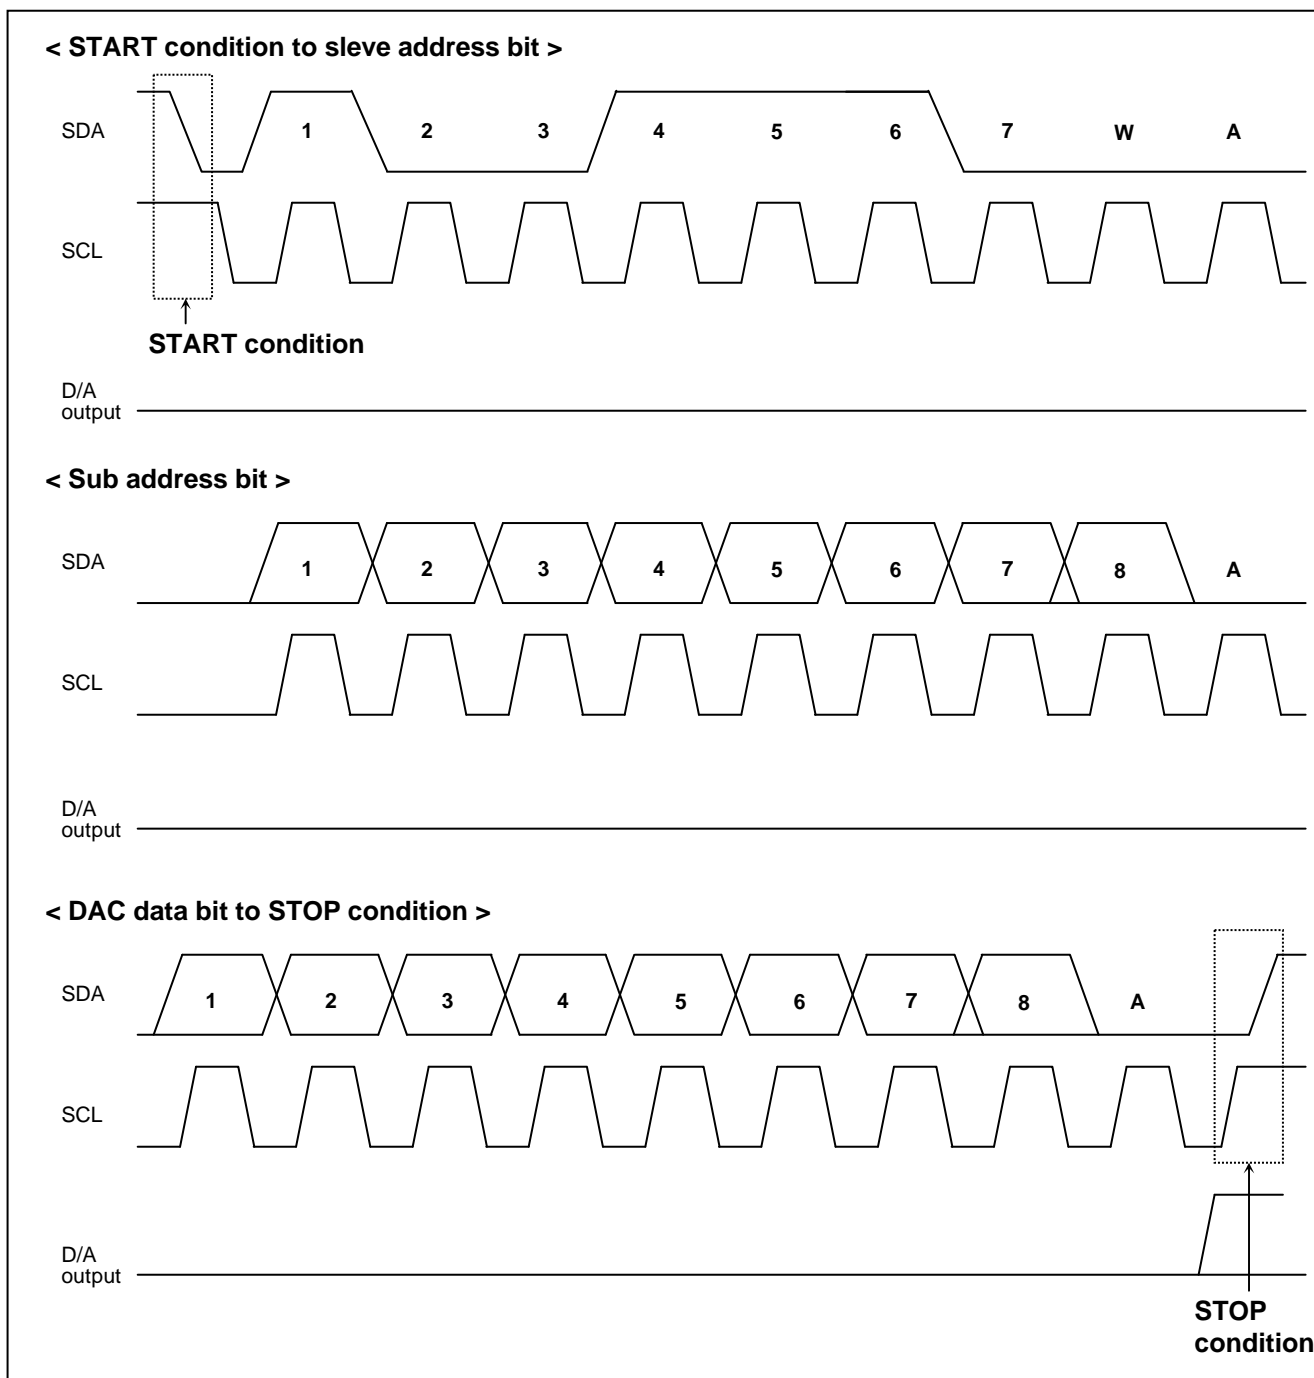 < START condition to sleve address bit >
SDA 1 2 3 4 5 6 7 W A
SCL
START condition
D/A
output
< Sub address bit >
SDA 1 2 3 4 5 6 7 8 A
SCL
D/A
output
< DAC data bit to STOP condition >
SDA 1 2 3 4 5 6 7 8 A
SCL
D/A
output
STOP
condition